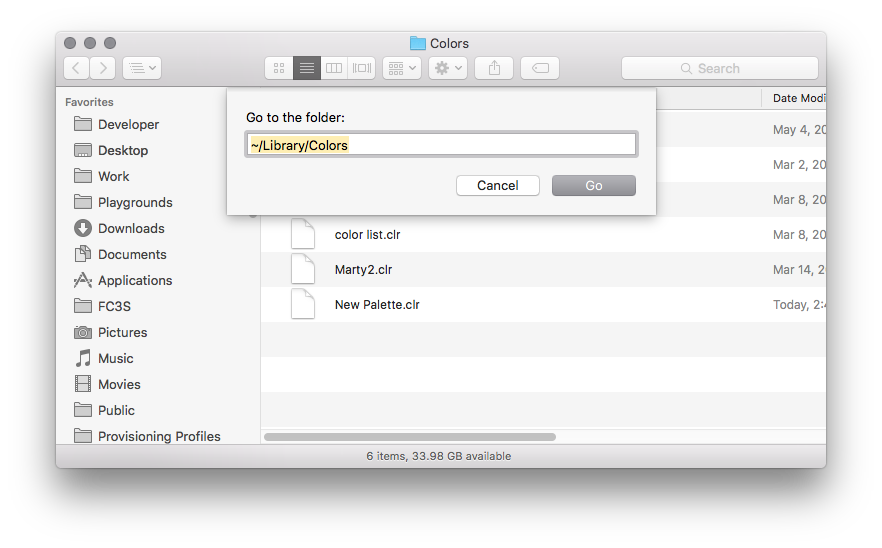 Colors
Search
Favorites
Developer
Desktop
Work
Playgrounds
Downloads
Documents
Applications
FC3S
Pictures
Music
Movies
Public
Provisioning Profiles
Go to the folder:
~/Library/Colors
Cancel
Go
Date Modi
May 4, 20
Mar 2, 20
Mar 8, 20
color list.clr
Mar 8, 20
Marty2.clr
Mar 14, 2
New Palette.clr
Today, 2:4
6 items, 33.98 GB available